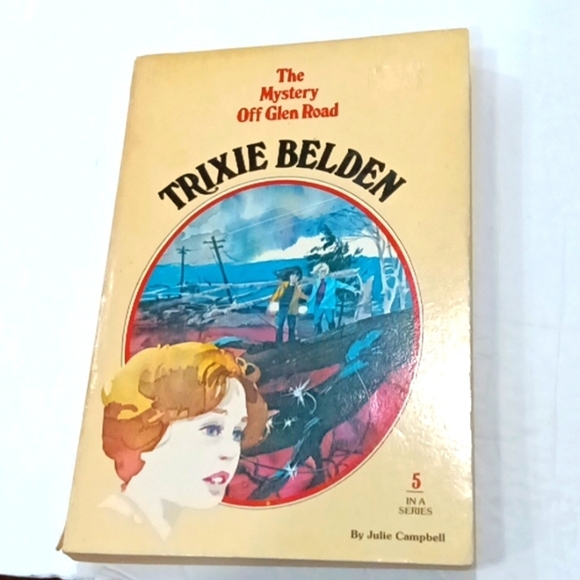 The
Mystery
Off Glen Road
TRIXIE BELDEN
5
IN A
SERIES
By Julie Campbell